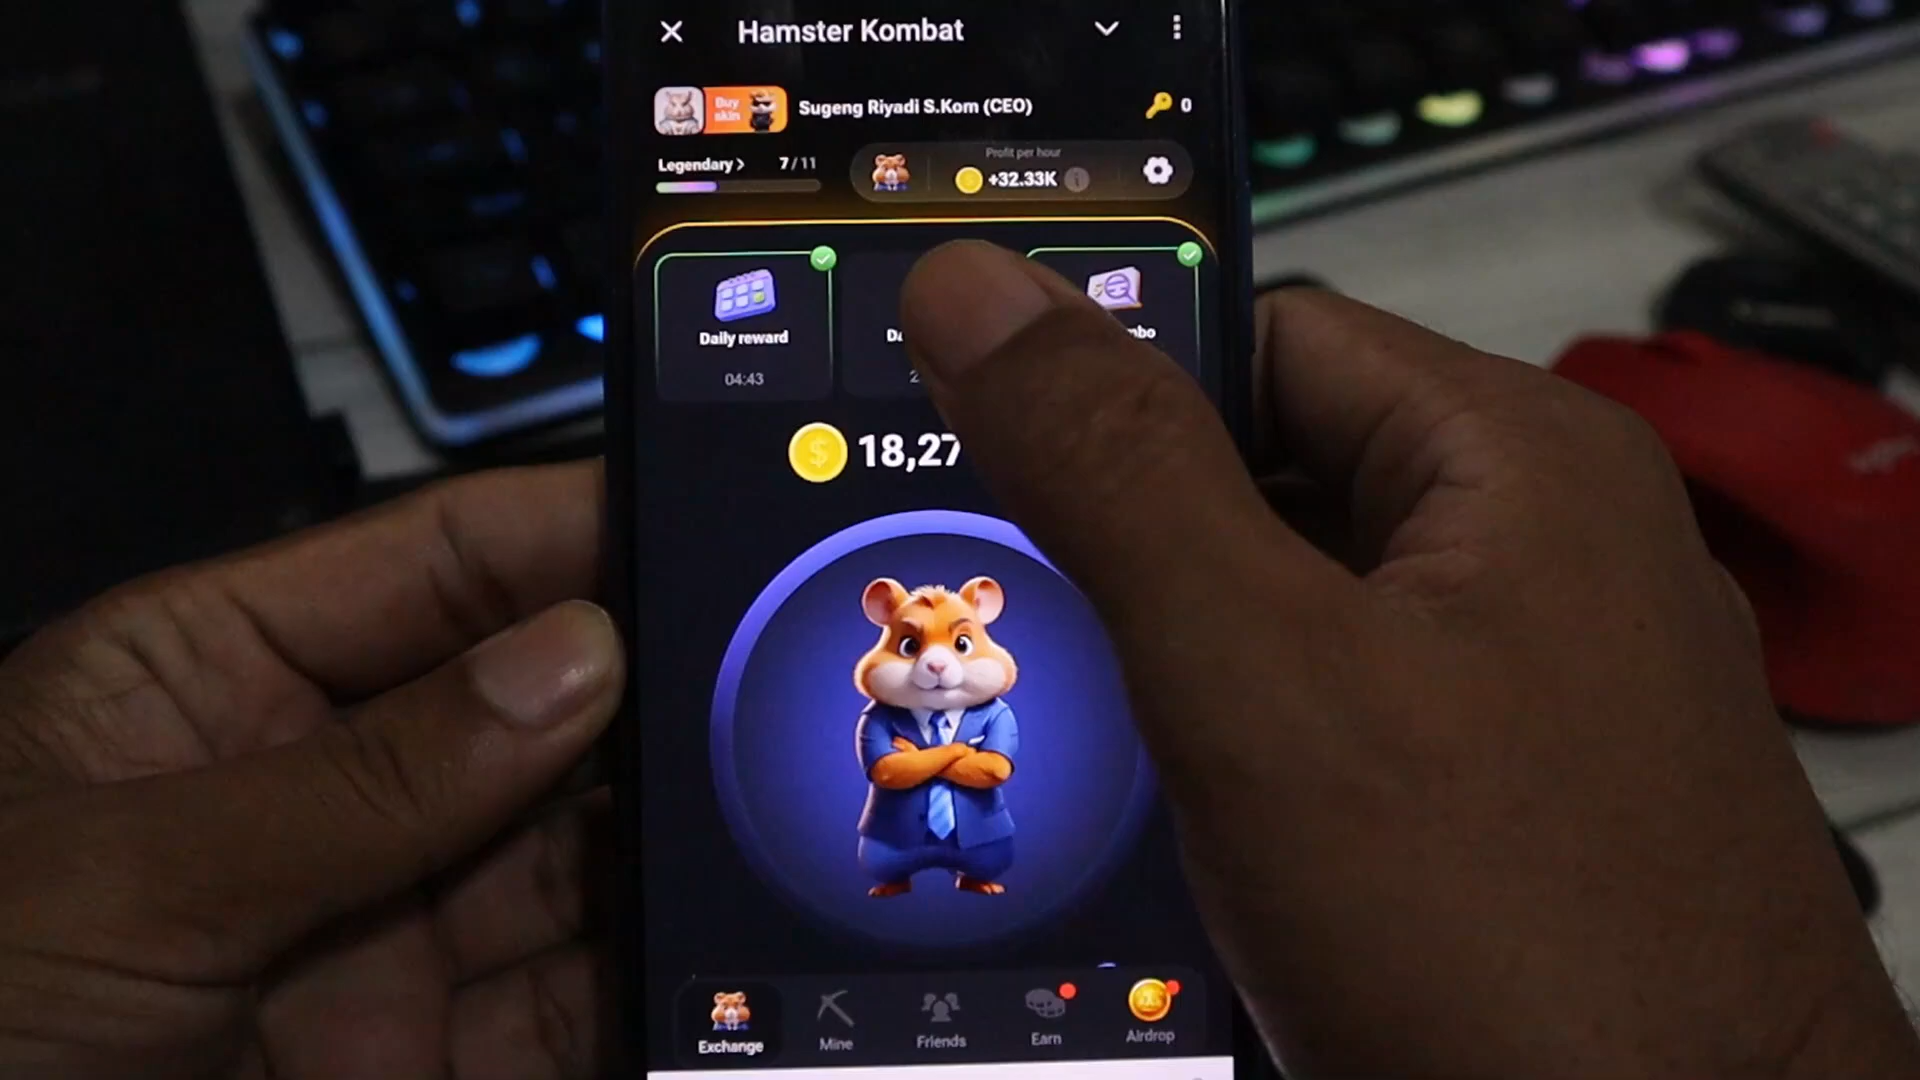 Hamster Kombat
Buy
skin
Sugeng Riyadi S.Kom (CEO)
0
Legendary >
7 / 11
Profit per hour
+32.33K
Daily reward
04:43
18,27
Exchange
Mine
Friends
Earn
Airdrop